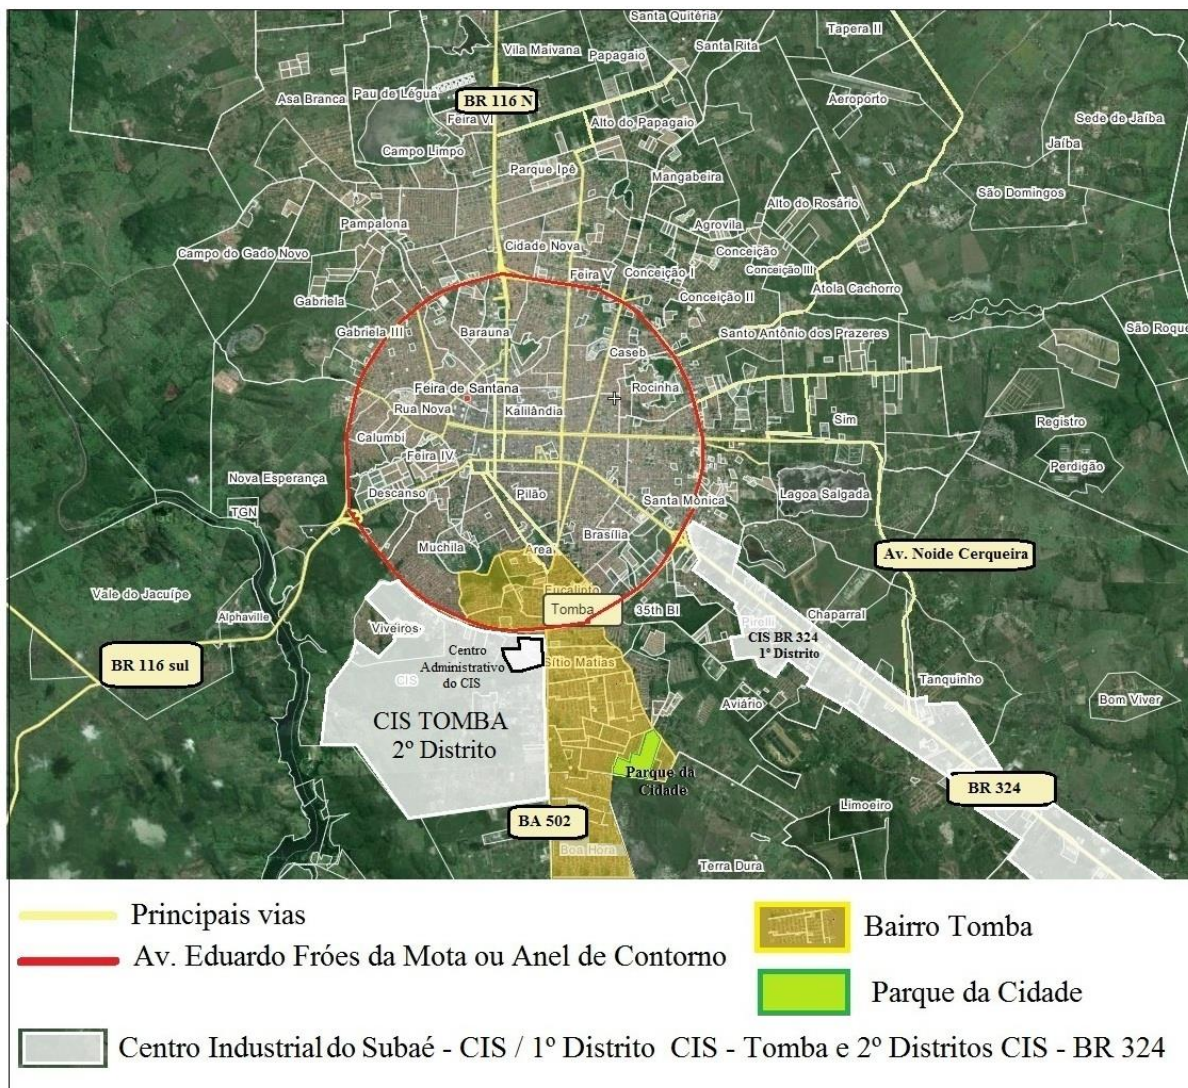 Santa Quitéria
Tapera II
Vila Maivana
Papagaio
Santa Rita
Asa Branca
Pau de Légua
BR 116 N
Aeroporto
Feira VI
Alto do Papagaio
Sede de Jaíba
Campo Limpo
Jaíba
Parque Ipê
Mangabeira
São Domingos
Alto do Rosário
Pampalona
Agrovila
Campo do Gado Novo
Cidade Nova
Conceição
Feira V
Conceição I
Conceição III
Gabriela
Conceição II
Atola Cachorro
Gabriela III
Barauna
Santo Antônio dos Prazeres
São Roque
Caseb
Feira de Santana
Rocinha
Rua Nova
Kalilândia
Sim
Registro
Calumbi
Feira IV
Perdigão
Nova Esperança
Descanso
Pilão
Santa Mônica
Lagoa Salgada
TGN
Brasília
Muchila
Area
Av. Noide Cerqueira
Vale do Jacuípe
Eucalipto
Alphaville
Tomba
35th BI
Chaparral
Pirelli
Viveiros
CIS BR 324
1º Distrito
BR 116 sul
Centro
Administrativo
do CIS
Sítio Matias
CIS
Tanquinho
Aviário
Bom Viver
CIS TOMBA
2º Distrito
Parque da
Cidade
BR 324
Limoeiro
BA 502
Boa Hora
Terra Dura
Principais vias
Av. Eduardo Fróes da Mota ou Anel de Contorno
Bairro Tomba
Parque da Cidade
Centro Industrial do Subaé - CIS / 1º Distrito CIS - Tomba e 2º Distritos CIS - BR 324